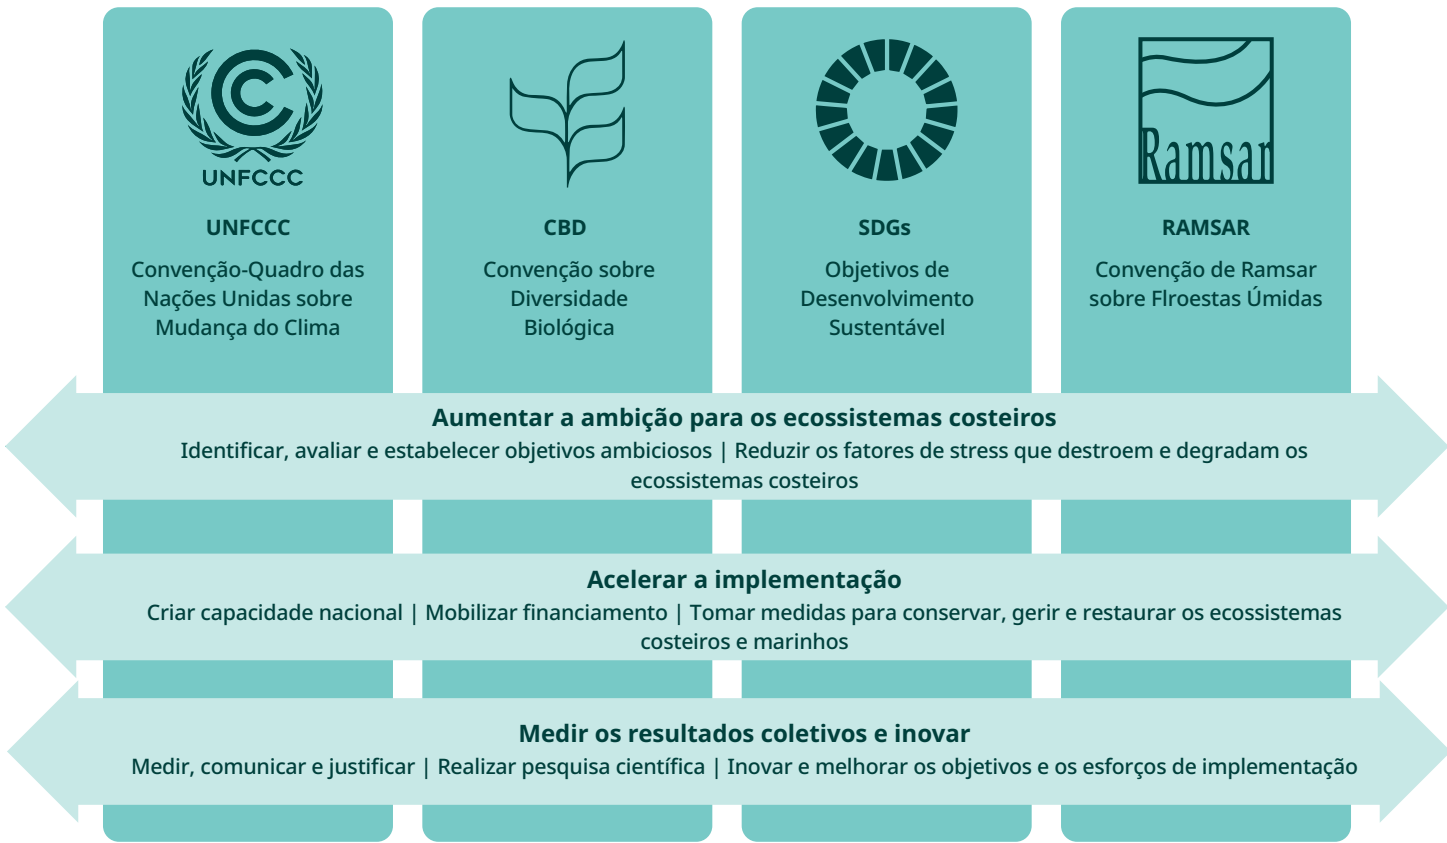 UNFCCC
UNFCCC
Convenção-Quadro das
Nações Unidas sobre
Mudança do Clima
CBD
Convenção sobre
Diversidade
Biológica
SDGs
Objetivos de
Desenvolvimento
Sustentável
Ramsar
RAMSAR
Convenção de Ramsar
sobre Flroestas Úmidas
Aumentar a ambição para os ecossistemas costeiros
Identificar, avaliar e estabelecer objetivos ambiciosos | Reduzir os fatores de stress que destroem e degradam os
ecossistemas costeiros
Acelerar a implementação
Criar capacidade nacional | Mobilizar financiamento | Tomar medidas para conservar, gerir e restaurar os ecossistemas
costeiros e marinhos
Medir os resultados coletivos e inovar
Medir, comunicar e justificar | Realizar pesquisa científica | Inovar e melhorar os objetivos e os esforços de implementação